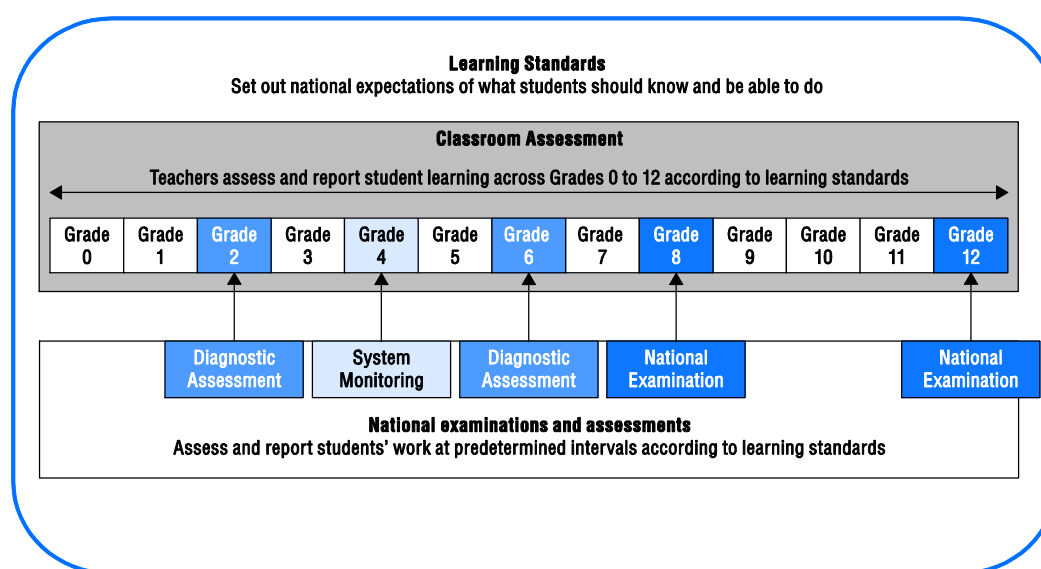 Learning Standards
Set out national expectations of what students should know and be able to do
Classroom Assessment
Teachers assess and report student learning across Grades 0 to 12 according to learning standards
Grade 0
Grade 1
Grade 2
Grade 3
Grade 4
Grade 5
Grade 6
Grade 7
Grade 8
Grade 9
Grade 10
Grade 11
Grade 12
Diagnostic
Assessment
System
Monitoring
Diagnostic
Assessment
National
Examination
National
Examination
National examinations and assessments
Assess and report students’ work at predetermined intervals according to learning standards